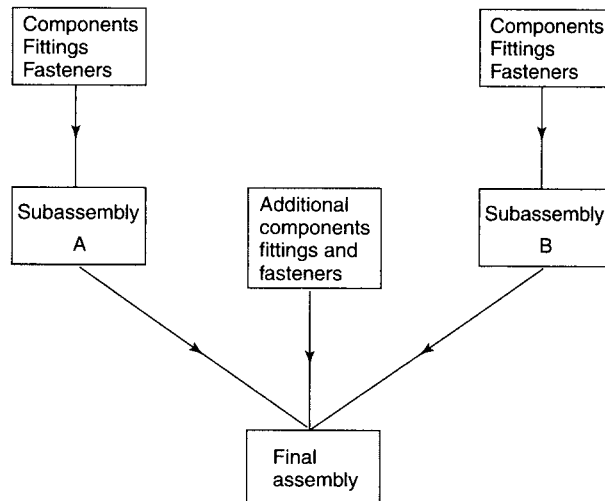 Components
Fittings
Fasteners
Components
Fittings
Fasteners
Subassembly
A
Additional
components
fittings and
fasteners
Subassembly
B
Final
assembly